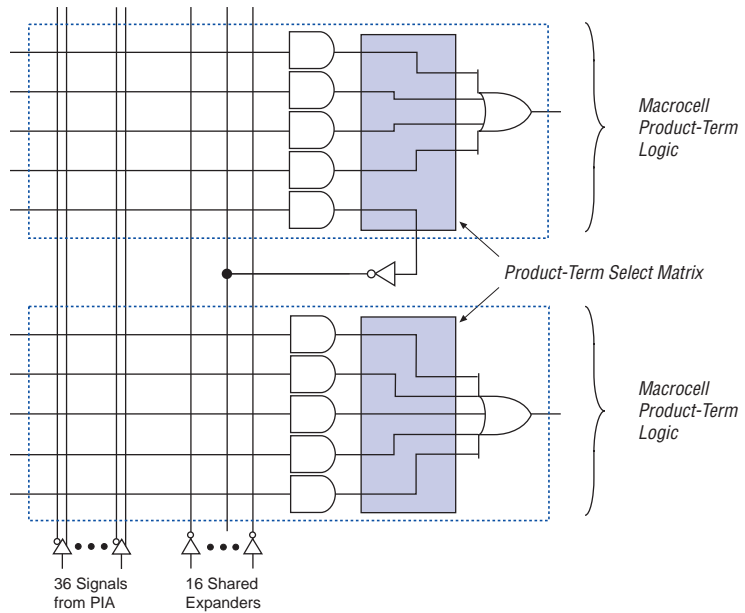 Macrocell
Product-Term
Logic
Product-Term Select Matrix
Macrocell
Product-Term
Logic
36 Signals
from PIA
16 Shared
Expanders